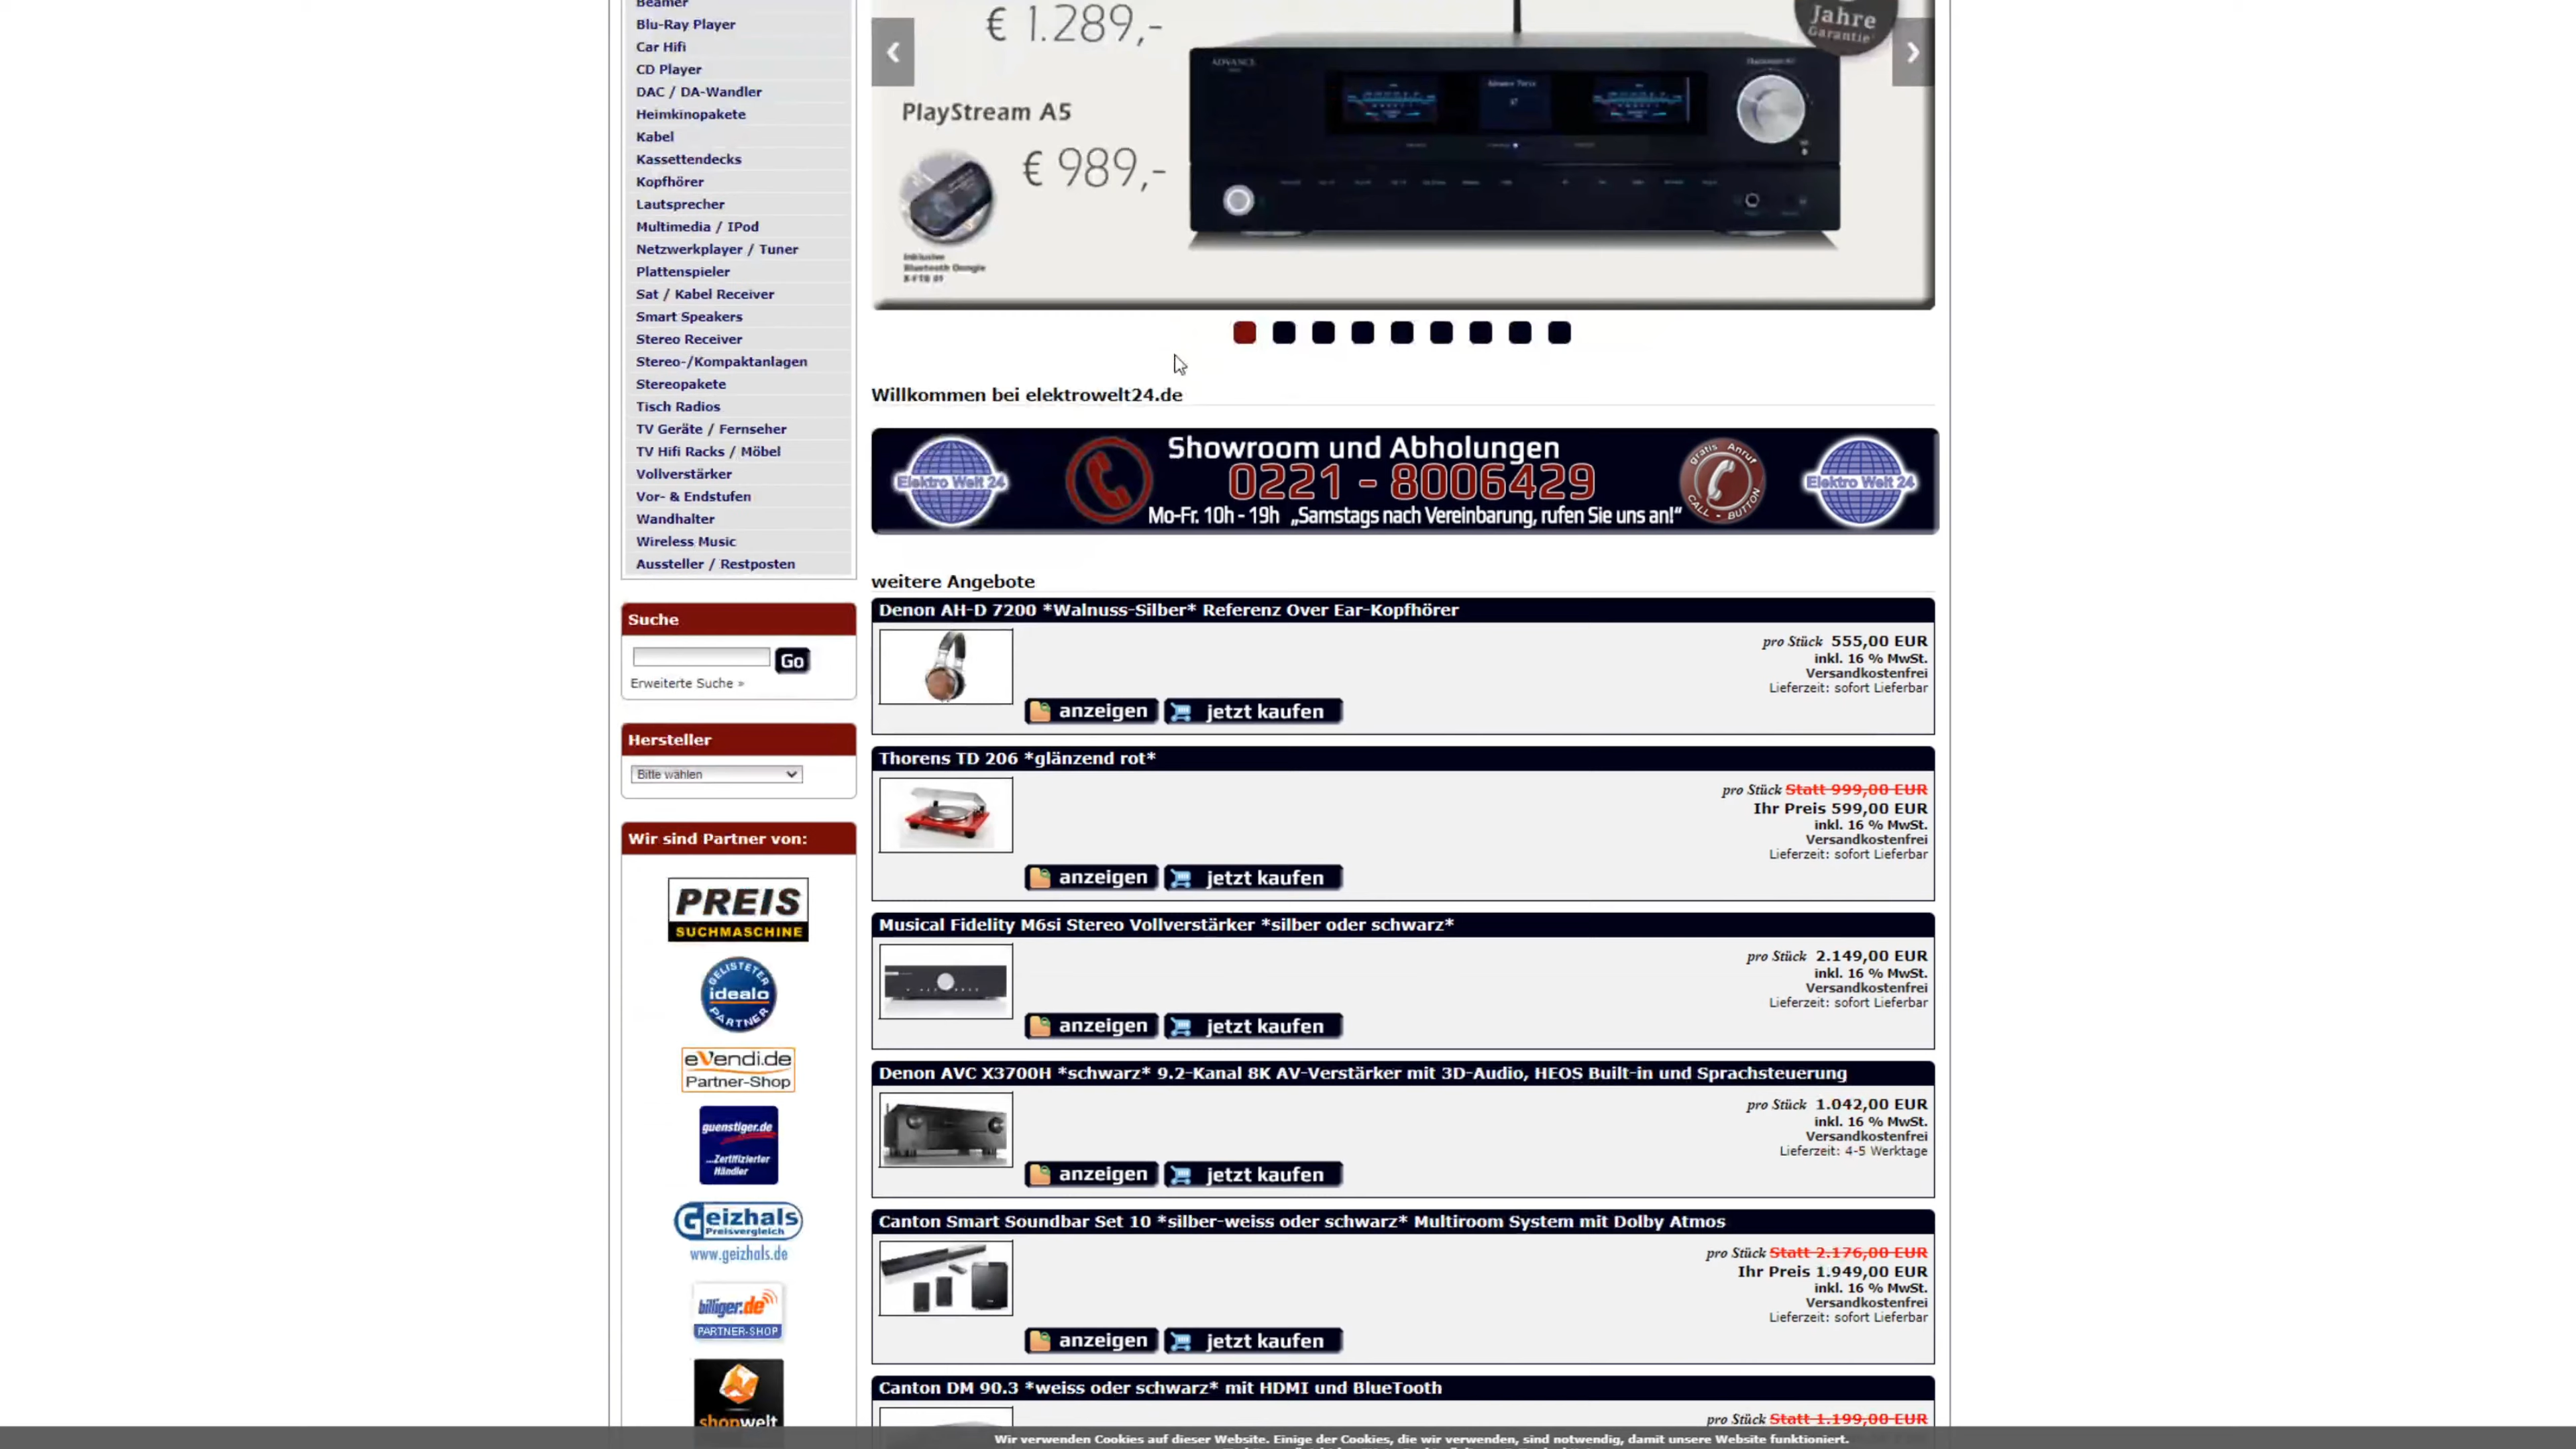 Beamer
Blu-Ray Player
Car Hifi
CD Player
DAC / DA-Wandler
Heimkinopakete
Kabel
Kassettendecks
Kopfhörer
Lautsprecher
Multimedia / IPod
Netzwerkplayer / Tuner
Plattenspieler
Sat / Kabel Receiver
Smart Speakers
Stereo Receiver
Stereo-/Kompaktanlagen
Stereopakete
Tisch Radios
TV Geräte / Fernseher
TV Hifi Racks / Möbel
Vollverstärker
Vor- & Endstufen
Wandhalter
Wireless Music
Aussteller / Restposten
Suche
Go
Erweiterte Suche »
Hersteller
Bitte wählen
Wir sind Partner von:
PREIS
SUCHMASCHINE
GELISTETER
idealo
PARTNER
eVendi.de
Partner-Shop
guenstiger.de
...Zertifizierter
Händler
Geizhals
Preisvergleich
www.geizhals.de
billiger.de
PARTNER-SHOP
shopwelt
€ 1.289,-
Jahre
Garantie
ADVANCE
PlayStream A5
€ 989,-
Inklusive
Bluetooth Dongle
X-FTB 01
Willkommen bei elektrowelt24.de
Elektro Welt 24
Showroom und Abholungen
0221 - 8006429
Mo-Fr. 10h - 19h „Samstags nach Vereinbarung, rufen Sie uns an!“
gratis Anruf
CALL - BUTTON
Elektro Welt 24
weitere Angebote
Denon AH-D 7200 *Walnuss-Silber* Referenz Over Ear-Kopfhörer
pro Stück 555,00 EUR
inkl. 16 % MwSt.
Versandkostenfrei
Lieferzeit: sofort Lieferbar
anzeigen jetzt kaufen
Thorens TD 206 *glänzend rot*
pro Stück Statt 999,00 EUR
Ihr Preis 599,00 EUR
inkl. 16 % MwSt.
Versandkostenfrei
Lieferzeit: sofort Lieferbar
anzeigen jetzt kaufen
Musical Fidelity M6si Stereo Vollverstärker *silber oder schwarz*
pro Stück 2.149,00 EUR
inkl. 16 % MwSt.
Versandkostenfrei
Lieferzeit: sofort Lieferbar
anzeigen jetzt kaufen
Denon AVC X3700H *schwarz* 9.2-Kanal 8K AV-Verstärker mit 3D-Audio, HEOS Built-in und Sprachsteuerung
pro Stück 1.042,00 EUR
inkl. 16 % MwSt.
Versandkostenfrei
Lieferzeit: 4-5 Werktage
anzeigen jetzt kaufen
Canton Smart Soundbar Set 10 *silber-weiss oder schwarz* Multiroom System mit Dolby Atmos
pro Stück Statt 2.176,00 EUR
Ihr Preis 1.949,00 EUR
inkl. 16 % MwSt.
Versandkostenfrei
Lieferzeit: sofort Lieferbar
anzeigen jetzt kaufen
Canton DM 90.3 *weiss oder schwarz* mit HDMI und BlueTooth
pro Stück Statt 1.199,00 EUR
Wir verwenden Cookies auf dieser Website. Einige der Cookies, die wir verwenden, sind notwendig, damit unsere Website funktioniert.